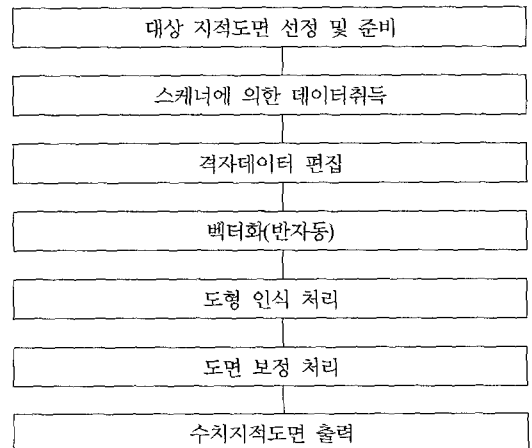 대상 지적도면 선정 및 준비
스케너에 의한 데이터취득
격자데이터 편집
벡터화(반자동)
도형 인식 처리
도면 보정 처리
수치지적도면 출력